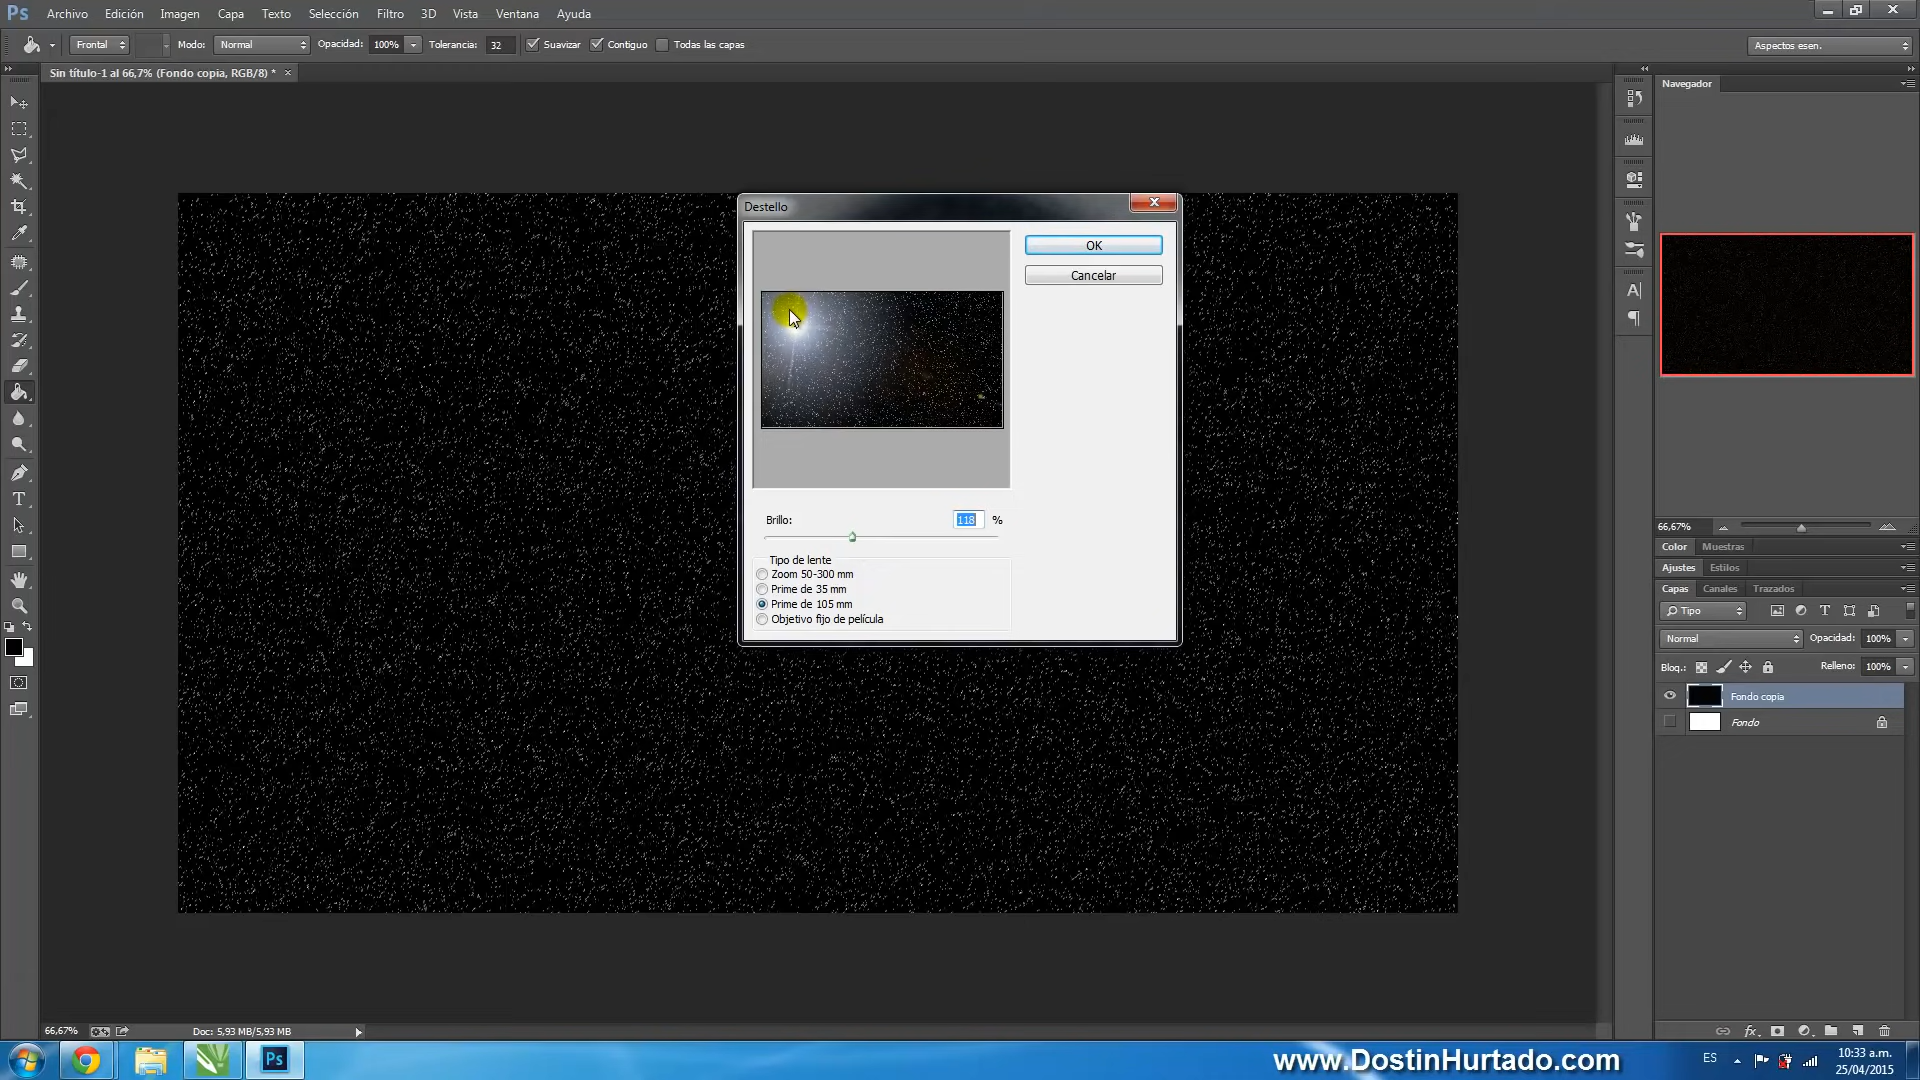 Ps Archivo Edición Imagen Capa Texto Selección Filtro 3D Vista Ventana Ayuda
Frontal Modo: Normal Opacidad: 100% Tolerancia: 32 Suavizar Contiguo Todas las capas Aspectos esen.
Sin título-1 al 66,7% (Fondo copia, RGB/8) * ×
Navegador
Destello
OK
Cancelar
Brillo: 118 %
Tipo de lente
Zoom 50-300 mm
Prime de 35 mm
Prime de 105 mm
Objetivo fijo de película
66,67%
Color Muestras
Ajustes Estilos
Capas Canales Trazados
Tipo
Normal Opacidad: 100%
Bloq.: Relleno: 100%
Fondo copia
Fondo
66,67% Doc: 5,93 MB/5,93 MB
Ps www.DostinHurtado.com ES 10:33 a.m.
25/04/2015